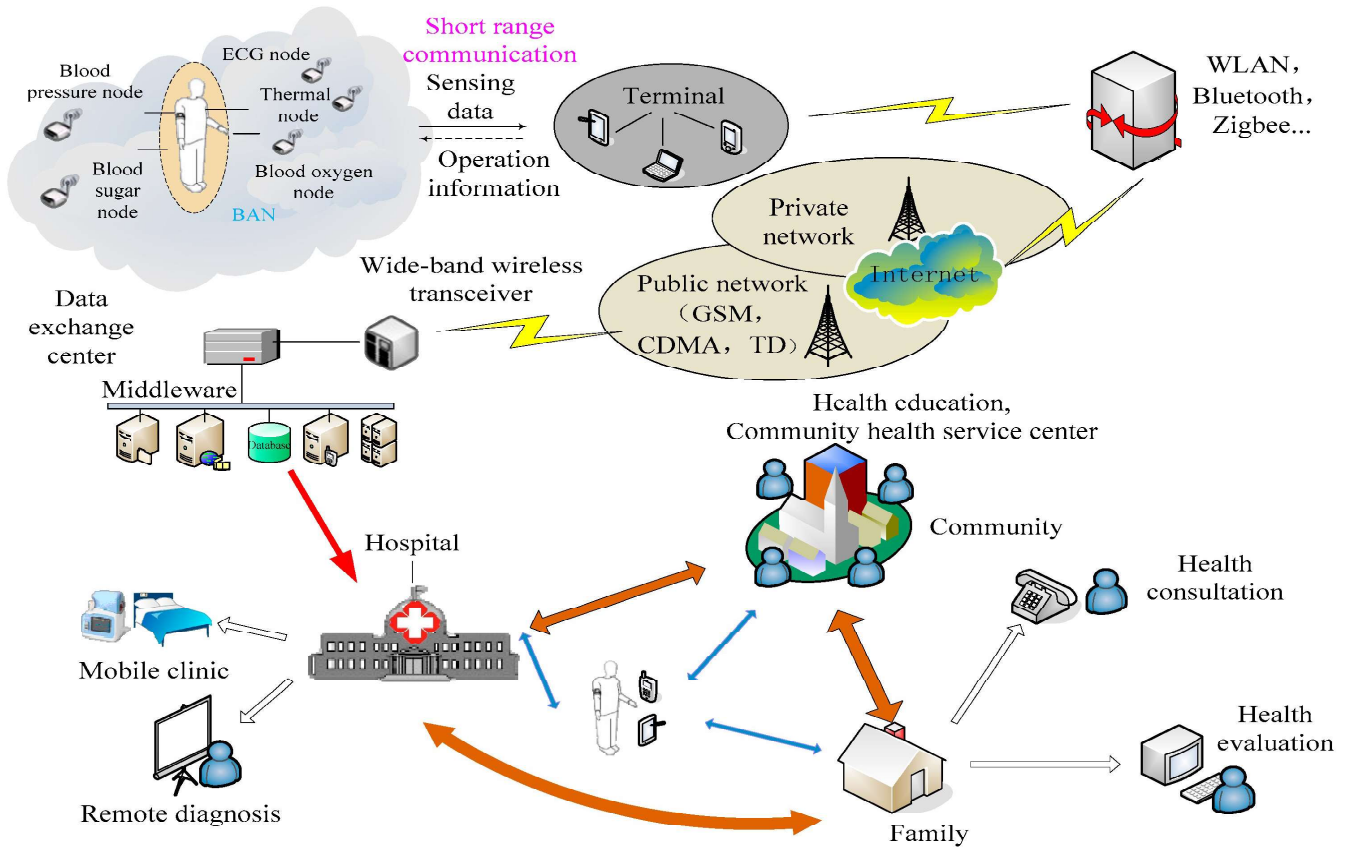 Short range
communication
ECG node
Blood
pressure node
Thermal
node
Blood
sugar
node
Blood oxygen
node
BAN
Sensing
data
Operation
information
Terminal
WLAN，
Bluetooth，
Zigbee...
Private
network
Internet
Public network
（GSM，
CDMA，TD）
Wide-band wireless
transceiver
Data
exchange
center
Middleware
Database
Health education,
Community health service center
Community
Hospital
Mobile clinic
Remote diagnosis
Health
consultation
Health
evaluation
Family